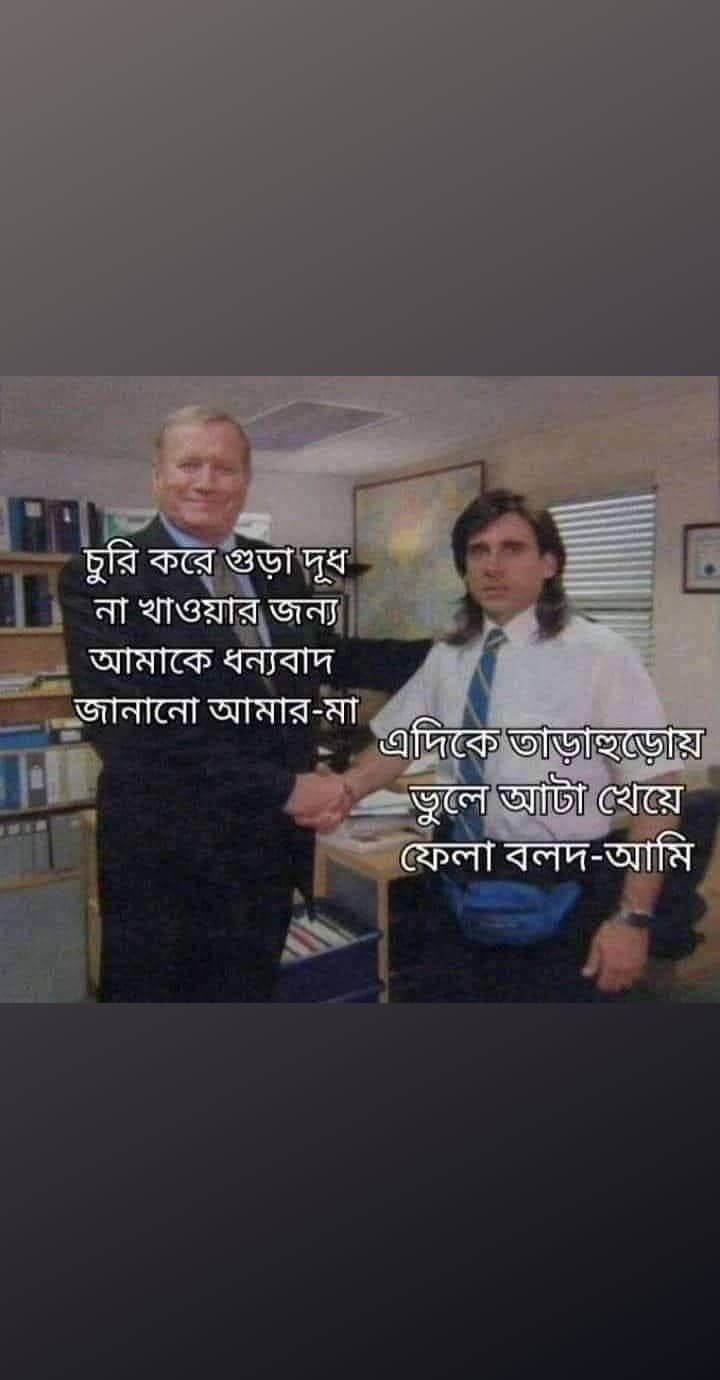 চুরি করে গুড়া দূধ
না খাওয়ার জন্য
আমাকে ধন্যবাদ
জানানো আমার-মা
এদিকে তাড়াহুড়োয়
ভুলে আটা খেয়ে
ফেলা বলদ-আমি